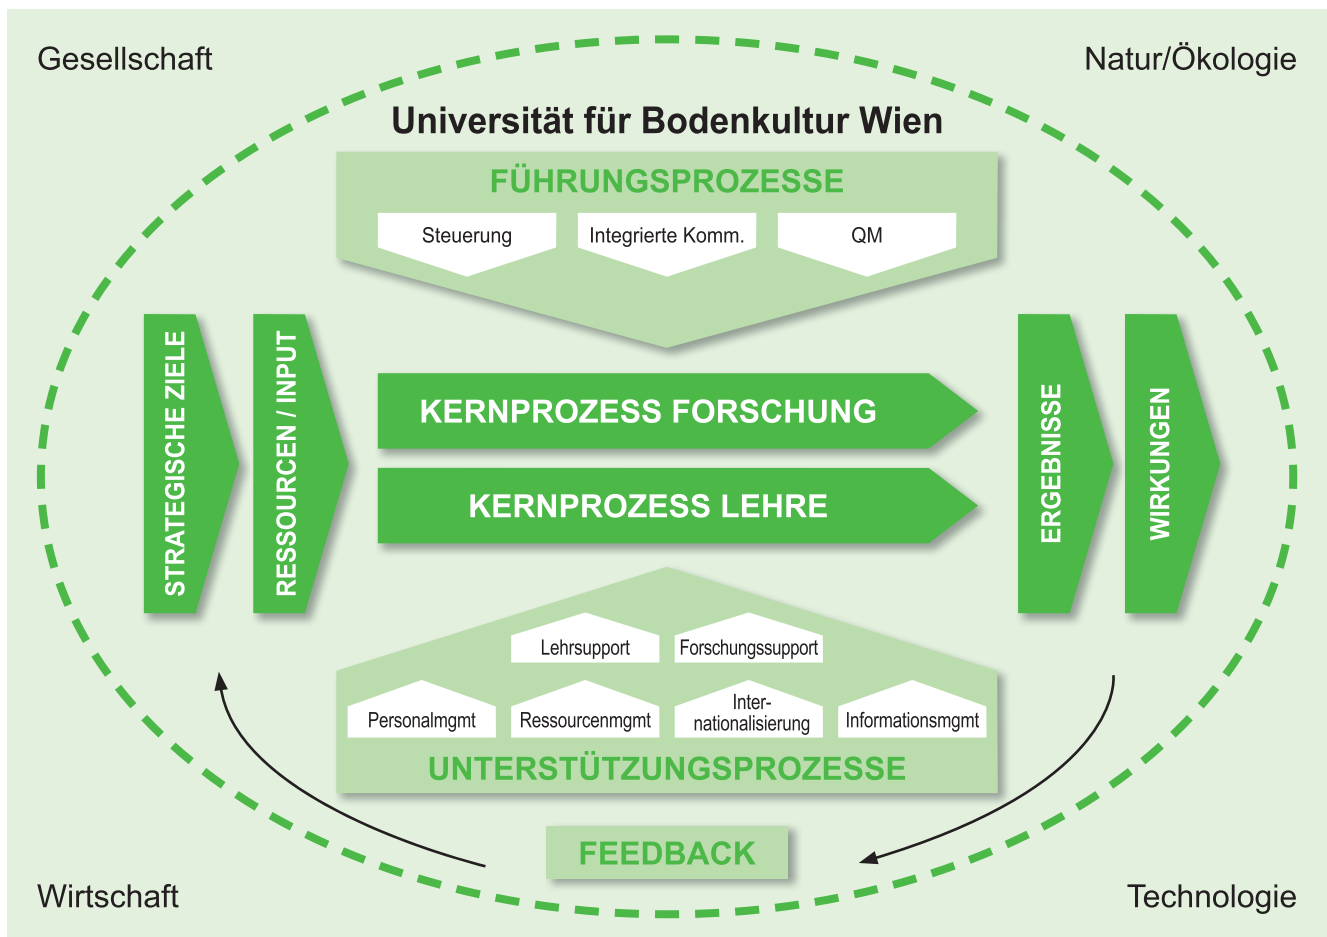 Gesellschaft
Natur/Ökologie
Universität für Bodenkultur Wien
FÜHRUNGSPROZESSE
Steuerung
Integrierte Komm.
QM
STRATEGISCHE ZIELE
RESSOURCEN / INPUT
KERNPROZESS FORSCHUNG
KERNPROZESS LEHRE
ERGEBNISSE
WIRKUNGEN
Lehrsupport
Forschungssupport
Personalmgmt
Ressourcenmgmt
Inter-
nationalisierung
Informationsmgmt
UNTERSTÜTZUNGSPROZESSE
FEEDBACK
Wirtschaft
Technologie